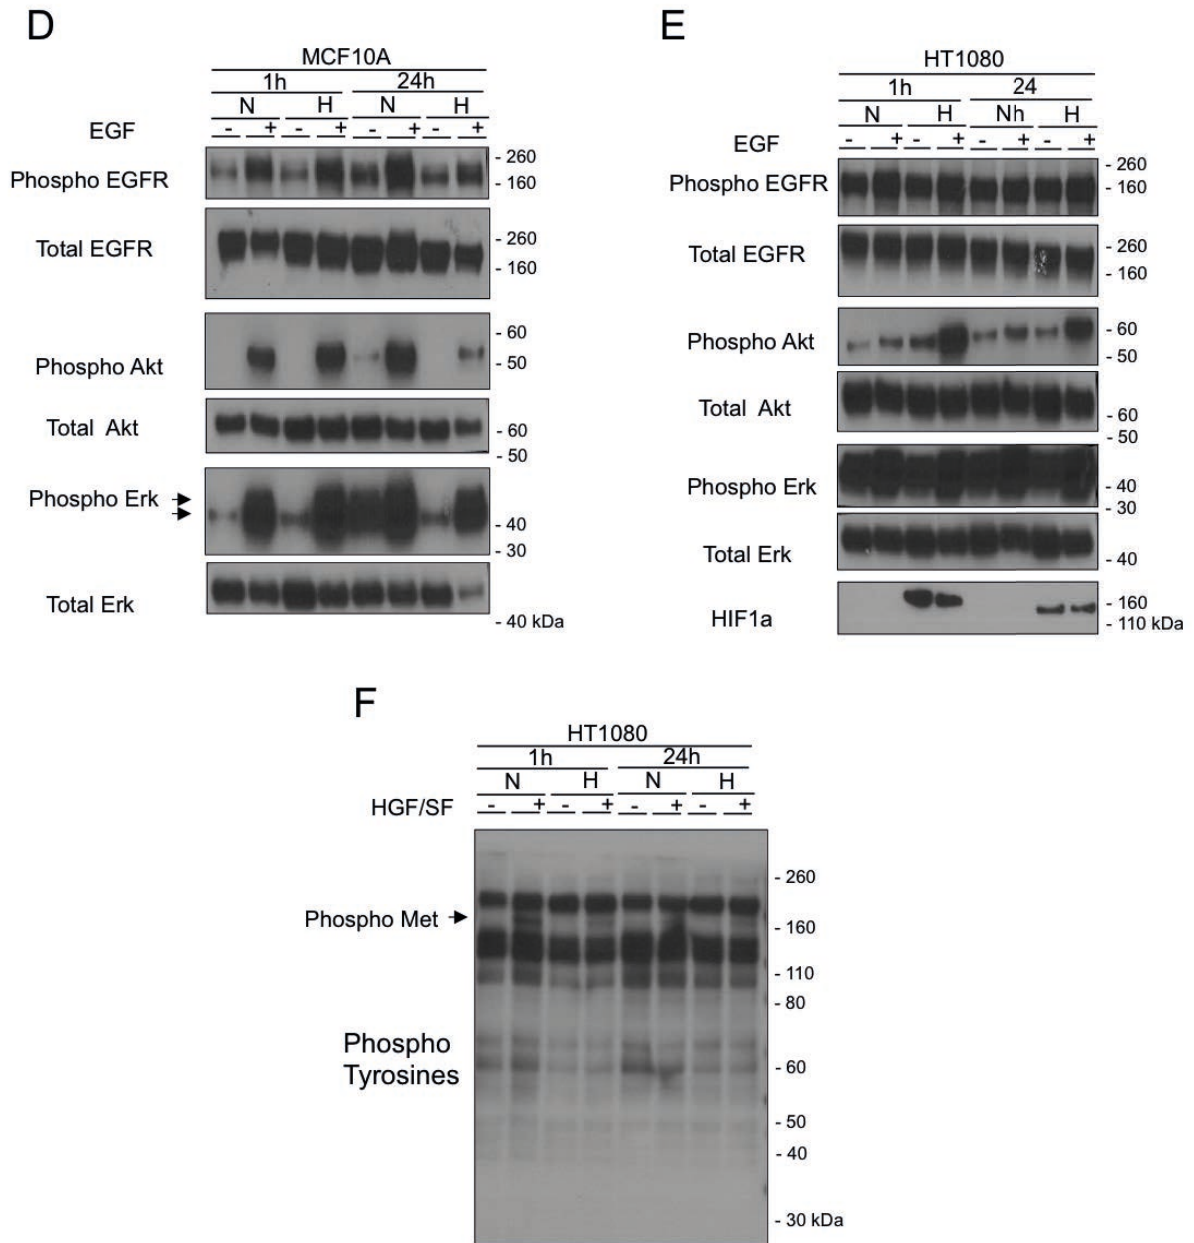 D
MCF10A
1h 24h
N H N H
EGF - + - + - + - +
Phospho EGFR
- 260
- 160
Total EGFR
- 260
- 160
Phospho Akt
- 60
- 50
Total Akt
- 60
- 50
Phospho Erk
- 40
- 30
Total Erk
- 40 kDa
E
HT1080
1h 24
N H Nh H
EGF - + - + - + - +
Phospho EGFR
- 260
- 160
Total EGFR
- 260
- 160
Phospho Akt
- 60
- 50
Total Akt
- 60
- 50
Phospho Erk
- 40
- 30
Total Erk
- 40
HIF1a
- 160
- 110 kDa
F
HT1080
1h 24h
N H N H
HGF/SF - + - + - + - +
- 260
Phospho Met
- 160
- 110
- 80
Phospho
Tyrosines
- 60
- 50
- 40
- 30 kDa